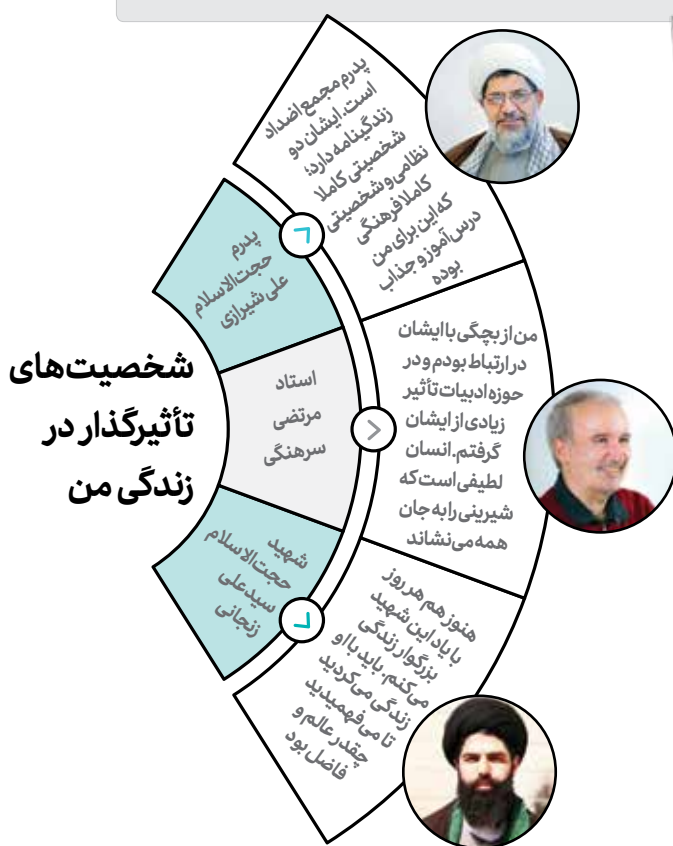 شخصیت‌های
تأثیرگذار در
زندگی من
پدرم
حجت‌الاسلام
علی شیرازی
پدرم مجمع اضداد
است. ایشان دو
زندگینامه دارد؛
شخصیتی کاملا
نظامی و شخصیتی
کاملا فرهنگی
که این برای من
درس‌آموز و جذاب
بوده
استاد
مرتضی
سرهنگی
من از بچگی با ایشان
در ارتباط بودم و در
حوزه ادبیات تأثیر
زیادی از ایشان
گرفتم. انسان
لطیفی است که
شیرینی را به جان
همه می‌نشاند
شهید
حجت‌الاسلام
سیدعلی
زنجانی
هنوز هم هر روز
با یاد این شهید
بزرگوار زندگی
می‌کنم. باید با او
زندگی می‌کردید
تا می‌فهمیدید
چقدر عالم و
فاضل بود